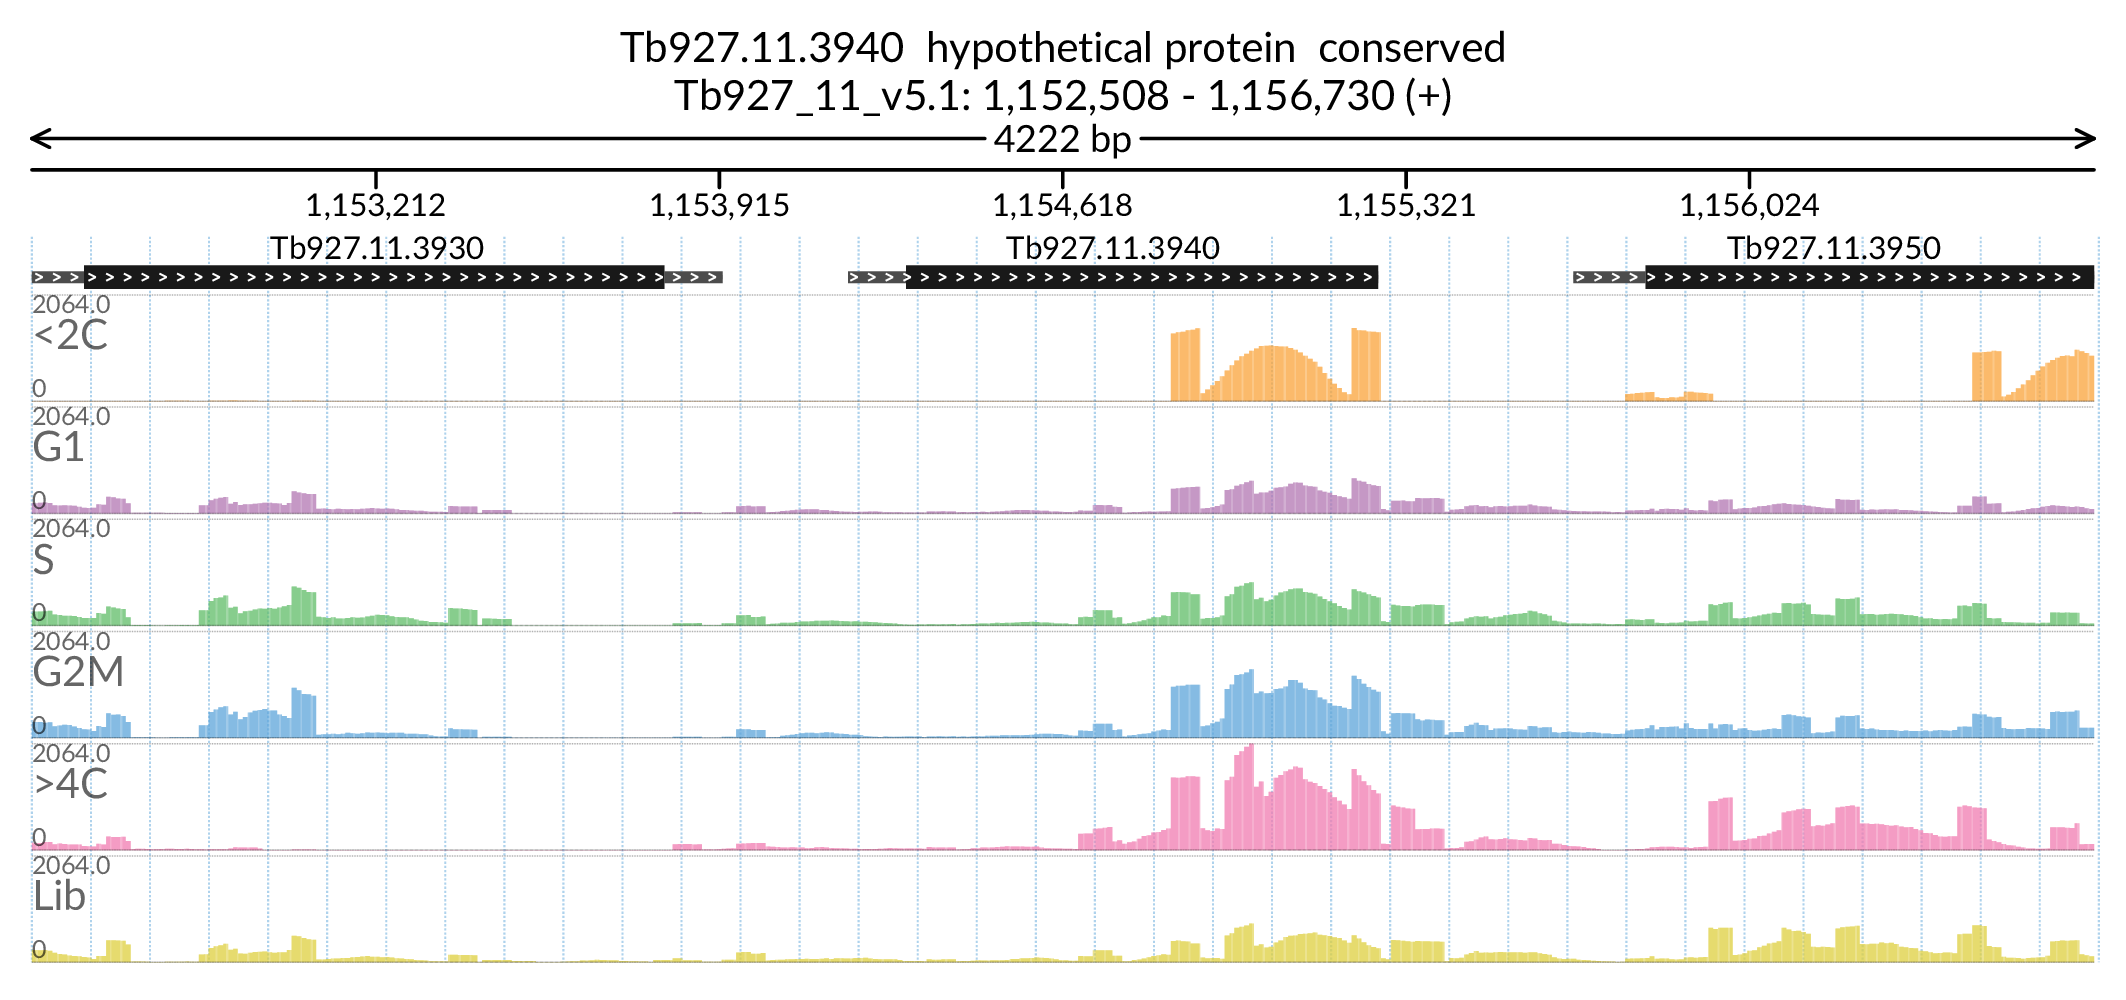 Tb927.11.3940  hypothetical protein  conserved
Tb927_11_v5.1: 1,152,508 - 1,156,730 (+)
4222 bp
1,153,212 1,153,915 1,154,618 1,155,321 1,156,024
Tb927.11.3930 Tb927.11.3940 Tb927.11.3950
2064.0
<2C
0
2064.0
G1
0
2064.0
S
0
2064.0
G2M
0
2064.0
>4C
0
2064.0
Lib
0